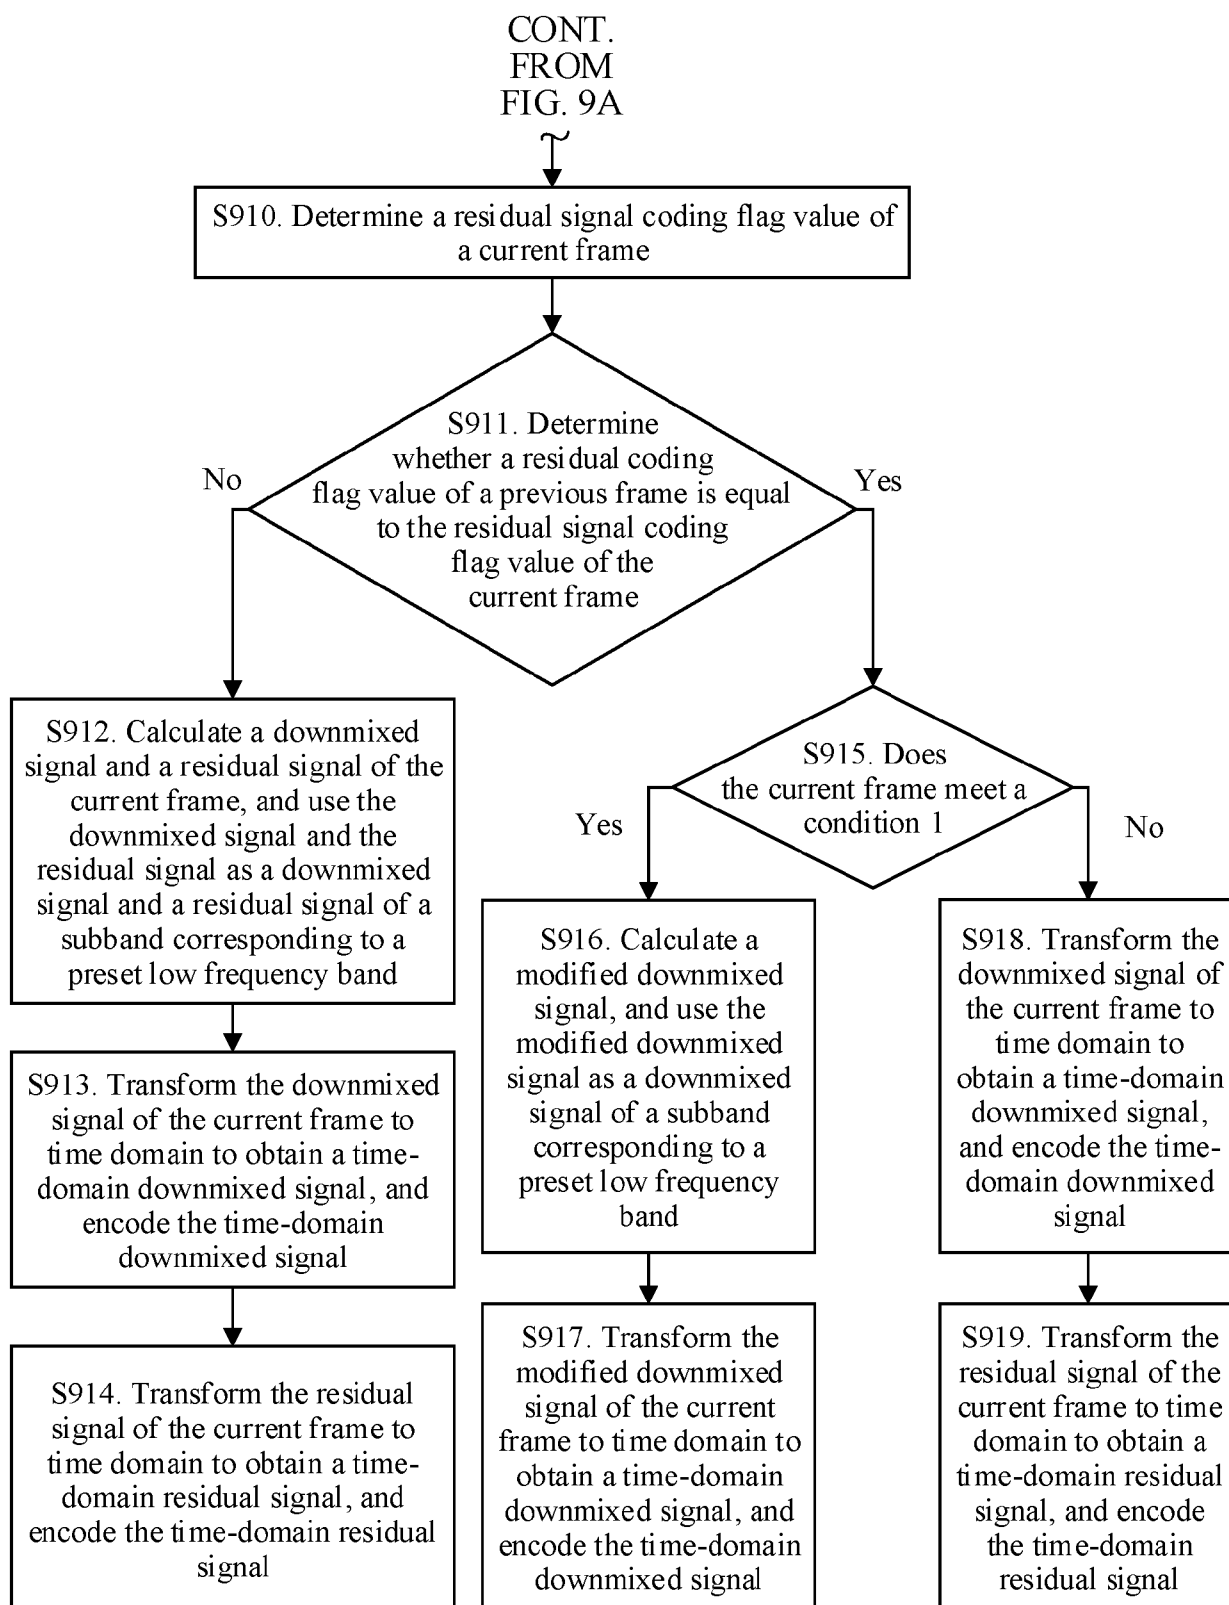 CONT.
FROM
FIG. 9A
S910. Determine a residual signal coding flag value of
a current frame
S911. Determine
whether a residual coding
flag value of a previous frame is equal
to the residual signal coding
flag value of the
current frame
No
Yes
S912. Calculate a downmixed
signal and a residual signal of the
current frame, and use the
downmixed signal and the
residual signal as a downmixed
signal and a residual signal of a
subband corresponding to a
preset low frequency band
S913. Transform the downmixed
signal of the current frame to
time domain to obtain a time-
domain downmixed signal, and
encode the time-domain
downmixed signal
S914. Transform the residual
signal of the current frame to
time domain to obtain a time-
domain residual signal, and
encode the time-domain residual
signal
S915. Does
the current frame meet a
condition 1
Yes
No
S916. Calculate a
modified downmixed
signal, and use the
modified downmixed
signal as a downmixed
signal of a subband
corresponding to a
preset low frequency
band
S917. Transform the
modified downmixed
signal of the current
frame to time domain to
obtain a time-domain
downmixed signal, and
encode the time-domain
downmixed signal
S918. Transform the
downmixed signal of
the current frame to
time domain to
obtain a time-domain
downmixed signal,
and encode the time-
domain downmixed
signal
S919. Transform the
residual signal of the
current frame to time
domain to obtain a
time-domain residual
signal, and encode
the time-domain
residual signal